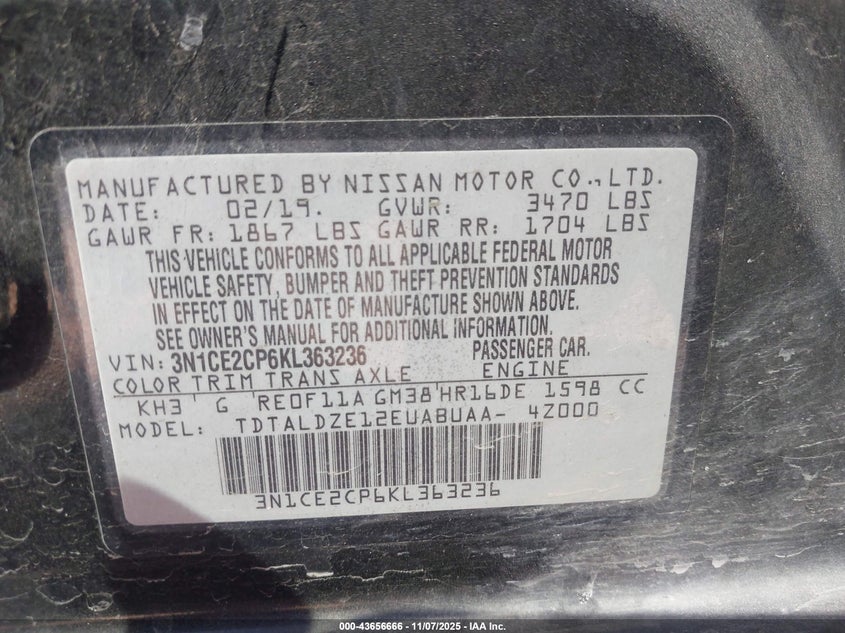 MANUFACTURED BY NISSAN MOTOR CO., LTD.
DATE: 02/19. GVWR: 3470 LBS
GAWR FR: 1867 LBS GAWR RR: 1704 LBS
THIS VEHICLE CONFORMS TO ALL APPLICABLE FEDERAL MOTOR
VEHICLE SAFETY, BUMPER AND THEFT PREVENTION STANDARDS
IN EFFECT ON THE DATE OF MANUFACTURE SHOWN ABOVE.
SEE OWNER'S MANUAL FOR ADDITIONAL INFORMATION.
VIN: 3N1CE2CP6KL363236 PASSENGER CAR.
COLOR TRIM TRANS AXLE ENGINE
KH3 ' G 'RE0F11A GM38'HR16DE 1598 CC
MODEL: TDTALDZE12EUABUAA- 4Z000
3N1CE2CP6KL363236
000-43656666 - 11/07/2025 - IAA Inc.